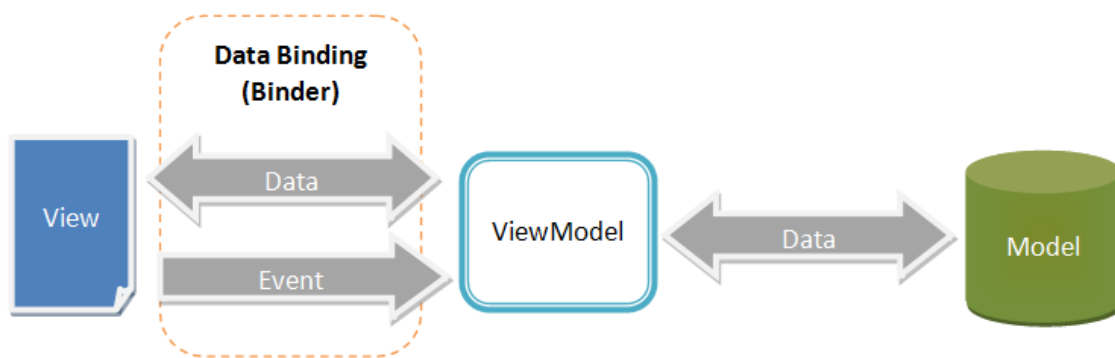 Data Binding
(Binder)
View
Data
Event
ViewModel
Data
Model